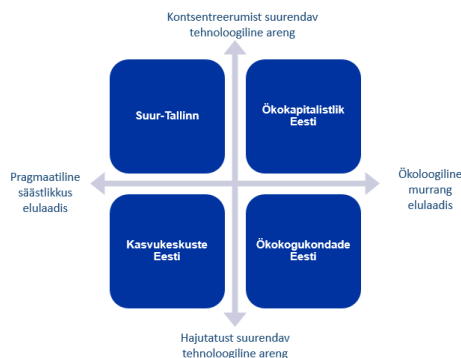 Kontsentreerumist suurendav
tehnoloogiline areng
Suur-Tallinn
Ökokapitalistlik
Eesti
Pragmaatiline
säästlikkus
elulaadis
Ökoloogiline
murrang
elulaadis
Kasvukeskuste
Eesti
Ökokogukondade
Eesti
Hajutatust suurendav
tehnoloogiline areng